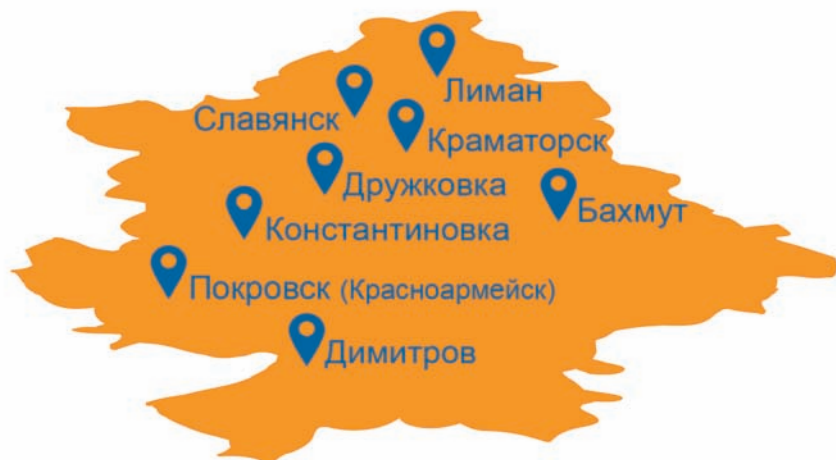 Лиман
Славянск
Краматорск
Дружковка
Бахмут
Константиновка
Покровск (Красноармейск)
Димитров